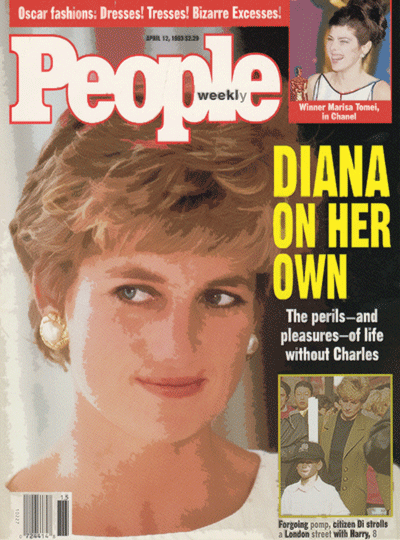 Oscar fashions: Dresses! Tresses! Bizarre Excesses!
APRIL 12, 1993 $2.29
People
weekly
Winner Marisa Tomei,
in Chanel
DIANA
ON HER
OWN
The perils—and
pleasures—of life
without Charles
Forgoing pomp, citizen Di strolls
a London street with Harry, 8
15